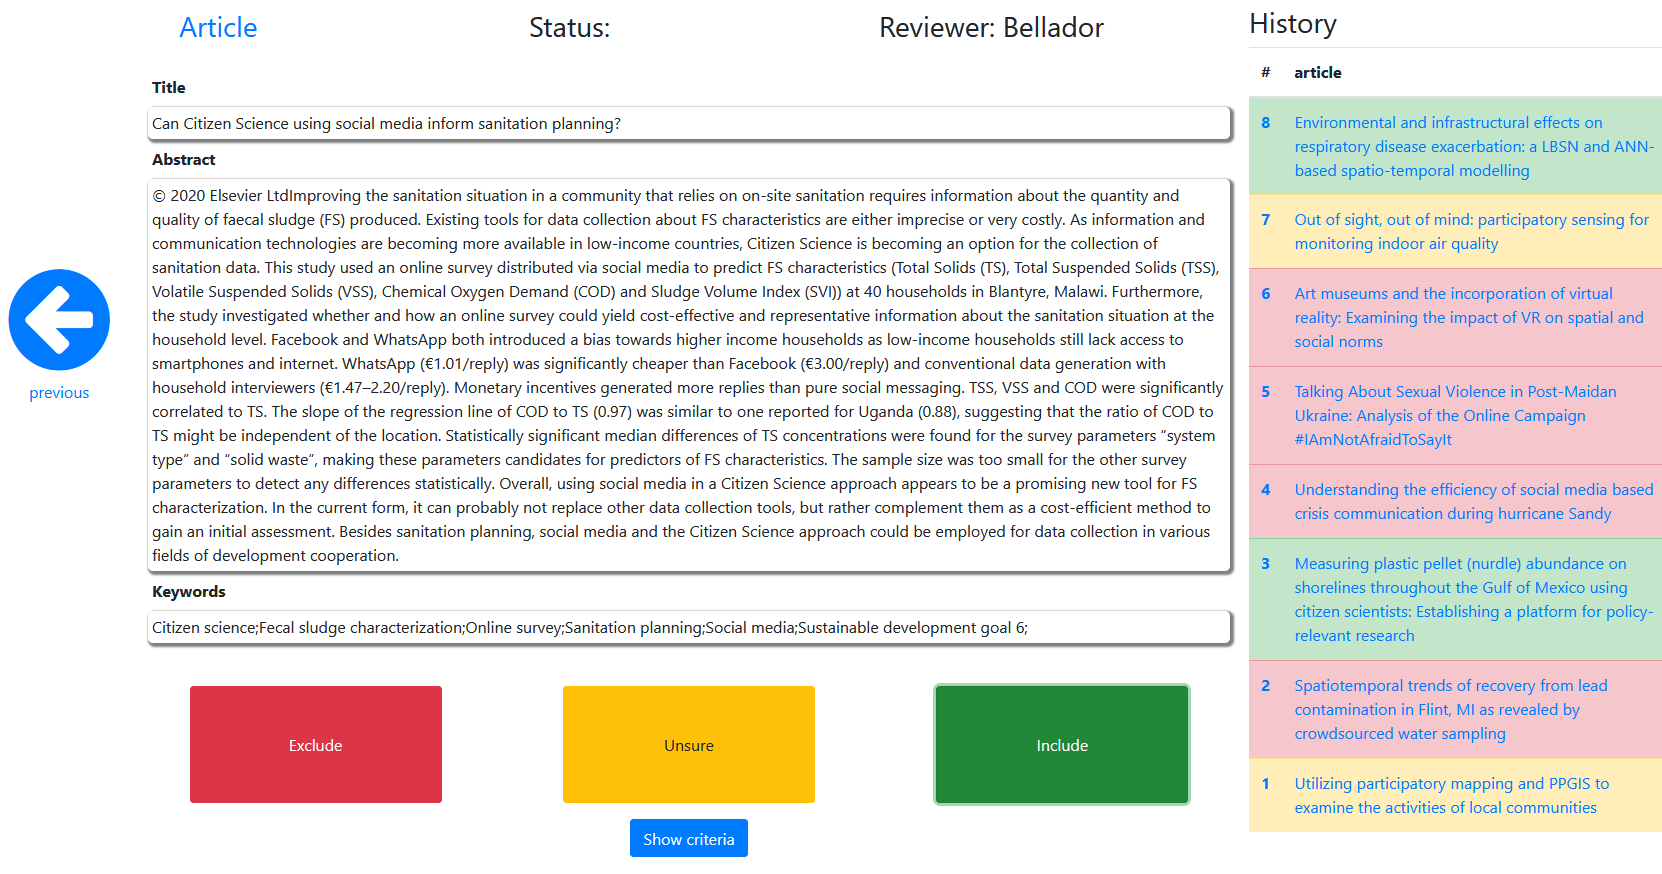 Article
Status:
Reviewer: Bellador
Title
Can Citizen Science using social media inform sanitation planning?
Abstract
© 2020 Elsevier LtdImproving the sanitation situation in a community that relies on on-site sanitation requires information about the quantity and
quality of faecal sludge (FS) produced. Existing tools for data collection about FS characteristics are either imprecise or very costly. As information and
communication technologies are becoming more available in low-income countries, Citizen Science is becoming an option for the collection of
sanitation data. This study used an online survey distributed via social media to predict FS characteristics (Total Solids (TS), Total Suspended Solids (TSS),
Volatile Suspended Solids (VSS), Chemical Oxygen Demand (COD) and Sludge Volume Index (SVI)) at 40 households in Blantyre, Malawi. Furthermore,
the study investigated whether and how an online survey could yield cost-effective and representative information about the sanitation situation at the
household level. Facebook and WhatsApp both introduced a bias towards higher income households as low-income households still lack access to
smartphones and internet. WhatsApp (€1.01/reply) was significantly cheaper than Facebook (€3.00/reply) and conventional data generation with
household interviewers (€1.47–2.20/reply). Monetary incentives generated more replies than pure social messaging. TSS, VSS and COD were significantly
correlated to TS. The slope of the regression line of COD to TS (0.97) was similar to one reported for Uganda (0.88), suggesting that the ratio of COD to
TS might be independent of the location. Statistically significant median differences of TS concentrations were found for the survey parameters “system
type” and “solid waste”, making these parameters candidates for predictors of FS characteristics. The sample size was too small for the other survey
parameters to detect any differences statistically. Overall, using social media in a Citizen Science approach appears to be a promising new tool for FS
characterization. In the current form, it can probably not replace other data collection tools, but rather complement them as a cost-efficient method to
gain an initial assessment. Besides sanitation planning, social media and the Citizen Science approach could be employed for data collection in various
fields of development cooperation.
Keywords
Citizen science;Fecal sludge characterization;Online survey;Sanitation planning;Social media;Sustainable development goal 6;
previous
Exclude
Unsure
Include
Show criteria
History
# article
8 Environmental and infrastructural effects on
respiratory disease exacerbation: a LBSN and ANN-
based spatio-temporal modelling
7 Out of sight, out of mind: participatory sensing for
monitoring indoor air quality
6 Art museums and the incorporation of virtual
reality: Examining the impact of VR on spatial and
social norms
5 Talking About Sexual Violence in Post-Maidan
Ukraine: Analysis of the Online Campaign
#IAmNotAfraidToSayIt
4 Understanding the efficiency of social media based
crisis communication during hurricane Sandy
3 Measuring plastic pellet (nurdle) abundance on
shorelines throughout the Gulf of Mexico using
citizen scientists: Establishing a platform for policy-
relevant research
2 Spatiotemporal trends of recovery from lead
contamination in Flint, MI as revealed by
crowdsourced water sampling
1 Utilizing participatory mapping and PPGIS to
examine the activities of local communities